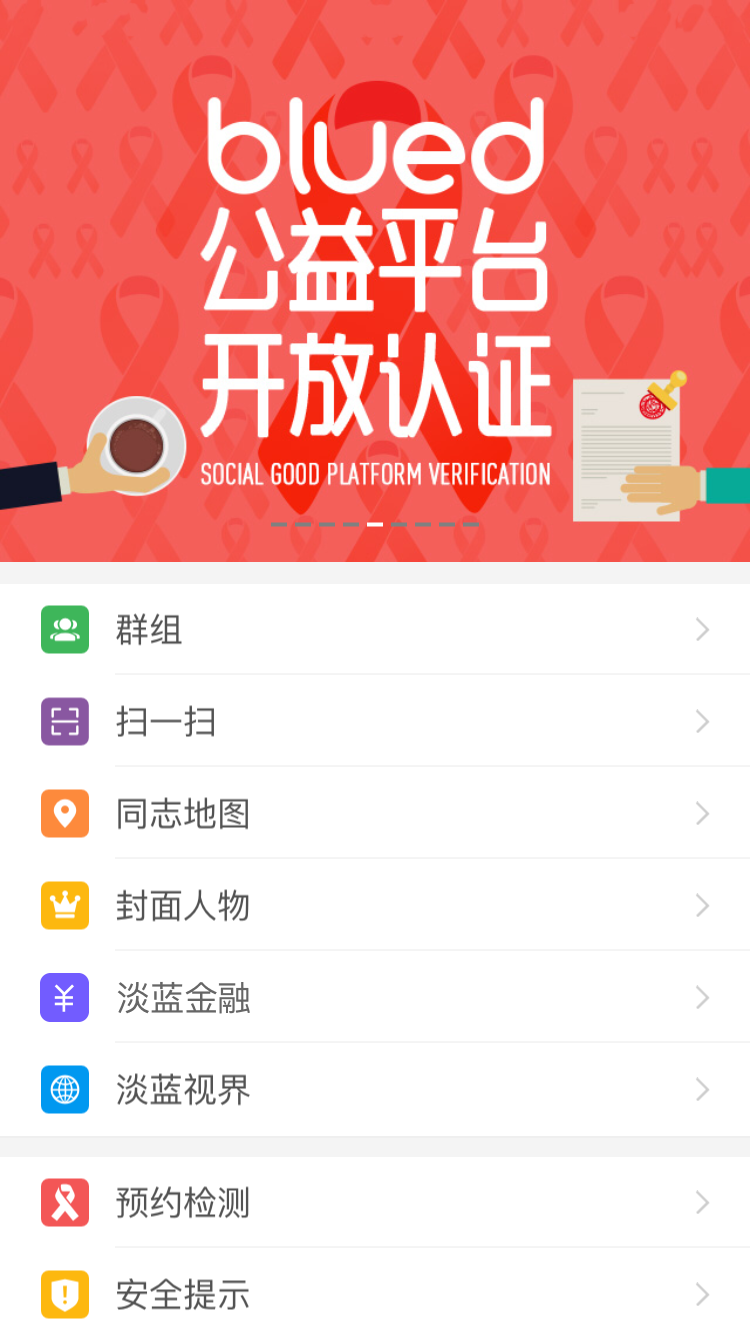 blued
公益平台
开放认证
SOCIAL GOOD PLATFORM VERIFICATION
群组
扫一扫
同志地图
封面人物
淡蓝金融
淡蓝视界
预约检测
安全提示